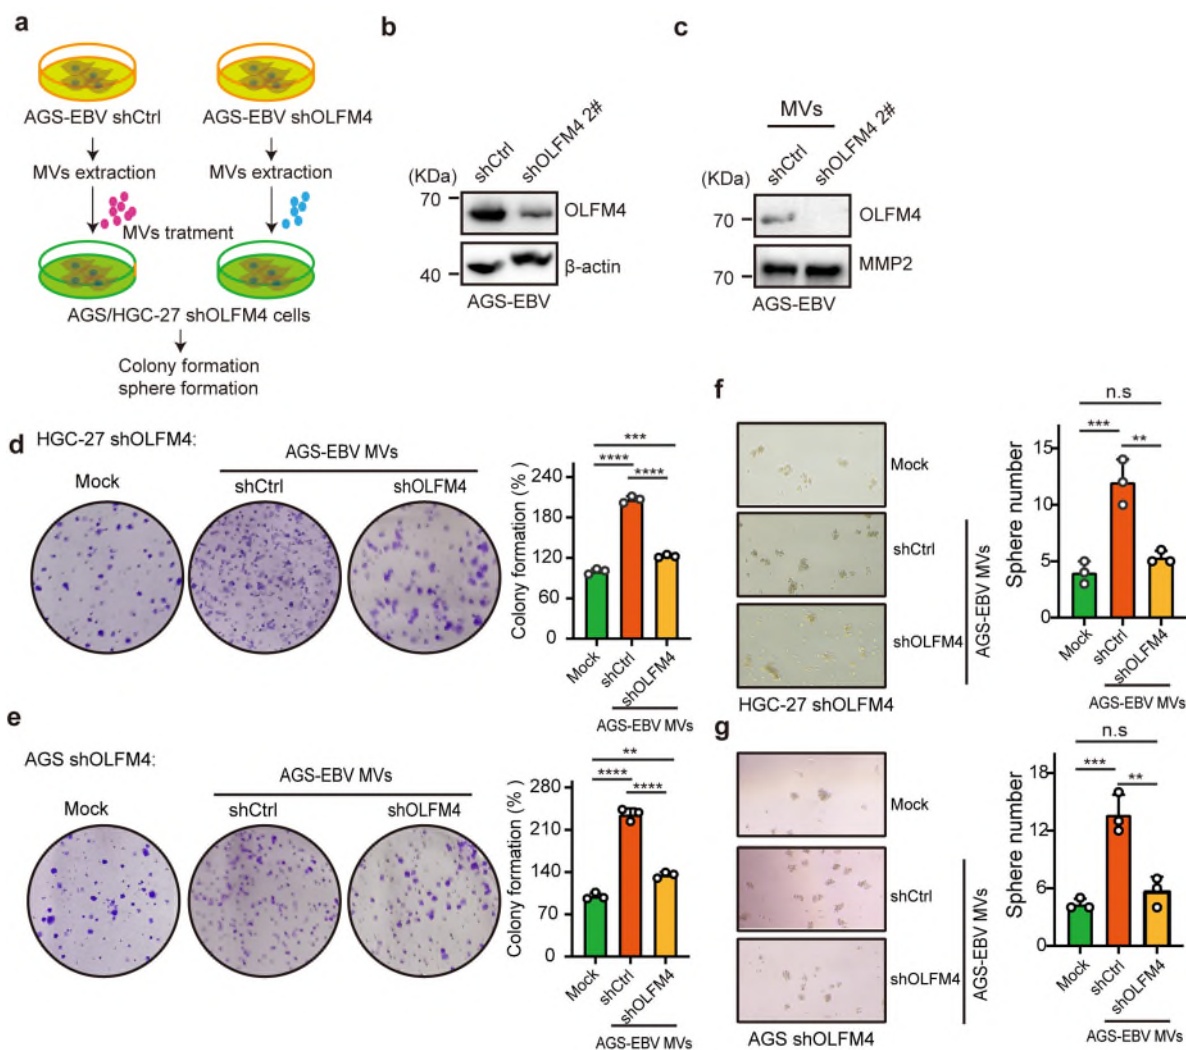 a
AGS-EBV shCtrl
AGS-EBV shOLFM4
MVs extraction
MVs extraction
MVs tratment
AGS/HGC-27 shOLFM4 cells
Colony formation
sphere formation
b
shCtrl
shOLFM4 2#
(KDa)
70
OLFM4
40
β-actin
AGS-EBV
c
MVs
shCtrl
shOLFM4 2#
(KDa)
70
OLFM4
70
MMP2
AGS-EBV
d
HGC-27 shOLFM4:
AGS-EBV MVs
Mock
shCtrl
shOLFM4
Colony formation (%)
240
180
120
60
0
***
****
****
Mock
shCtrl
shOLFM4
AGS-EBV MVs
e
AGS shOLFM4:
AGS-EBV MVs
Mock
shCtrl
shOLFM4
Colony formation (%)
280
210
140
70
0
**
****
****
Mock
shCtrl
shOLFM4
AGS-EBV MVs
f
Mock
shCtrl
shOLFM4
AGS-EBV MVs
HGC-27 shOLFM4
Sphere number
15
10
5
0
n.s
***
**
Mock
shCtrl
shOLFM4
AGS-EBV MVs
g
Mock
shCtrl
shOLFM4
AGS-EBV MVs
AGS shOLFM4
Sphere number
18
12
6
0
n.s
***
**
Mock
shCtrl
shOLFM4
AGS-EBV MVs